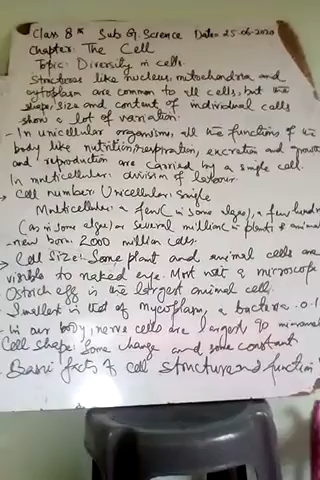 Class 8th Sub G. Science Date = 25-06-2020
Chapter: The Cell
Topic: Diversity in cells.
Structures like nucleus, mitochondria and
cytoplasm are common to all cells, but the
shape, size and content of individual cells
show a lot of variation.
- In unicellular organisms, all the functions of the
body like nutrition, respiration, excretion and growth
and reproduction are carried by a single cell.
In multicellular: division of labour.
→ Cell number: Unicellular: single
Multicellular: a few (in some algae), a few hundred
(as in some algae) or several million in plants & animals
- new born: 2000 million cells.
→ Cell Size: Some plant and animal cells are
visible to naked eye. Most need a microscope
Ostrich egg is the largest animal cell.
- Smallest is that of mycoplasm, a bacteria. 0.1
- In our body, nerve cells are largest, 90
Cell shape: Some change and some constant
- Basic facts of cell structure and function